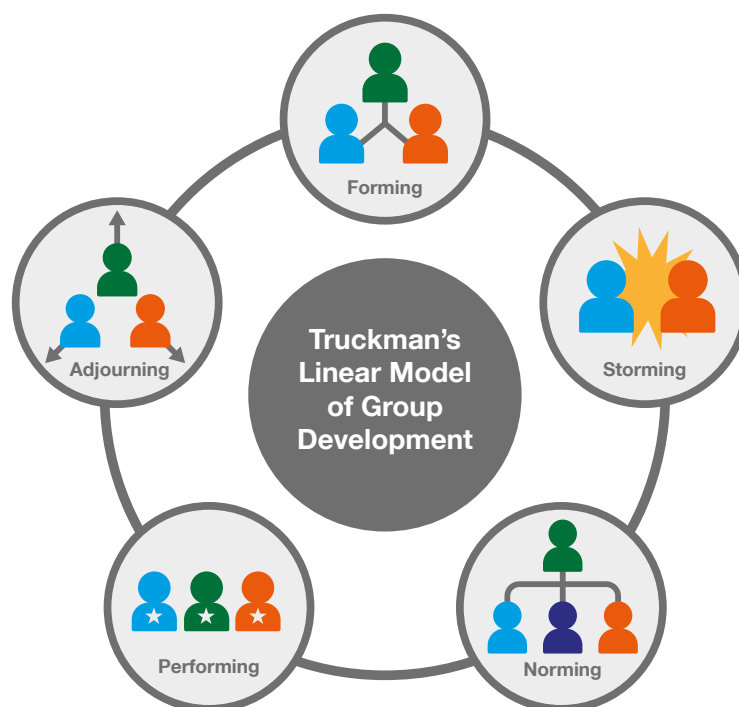 Forming
Storming
Norming
Performing
Adjourning
Truckman's
Linear Model
of Group
Development